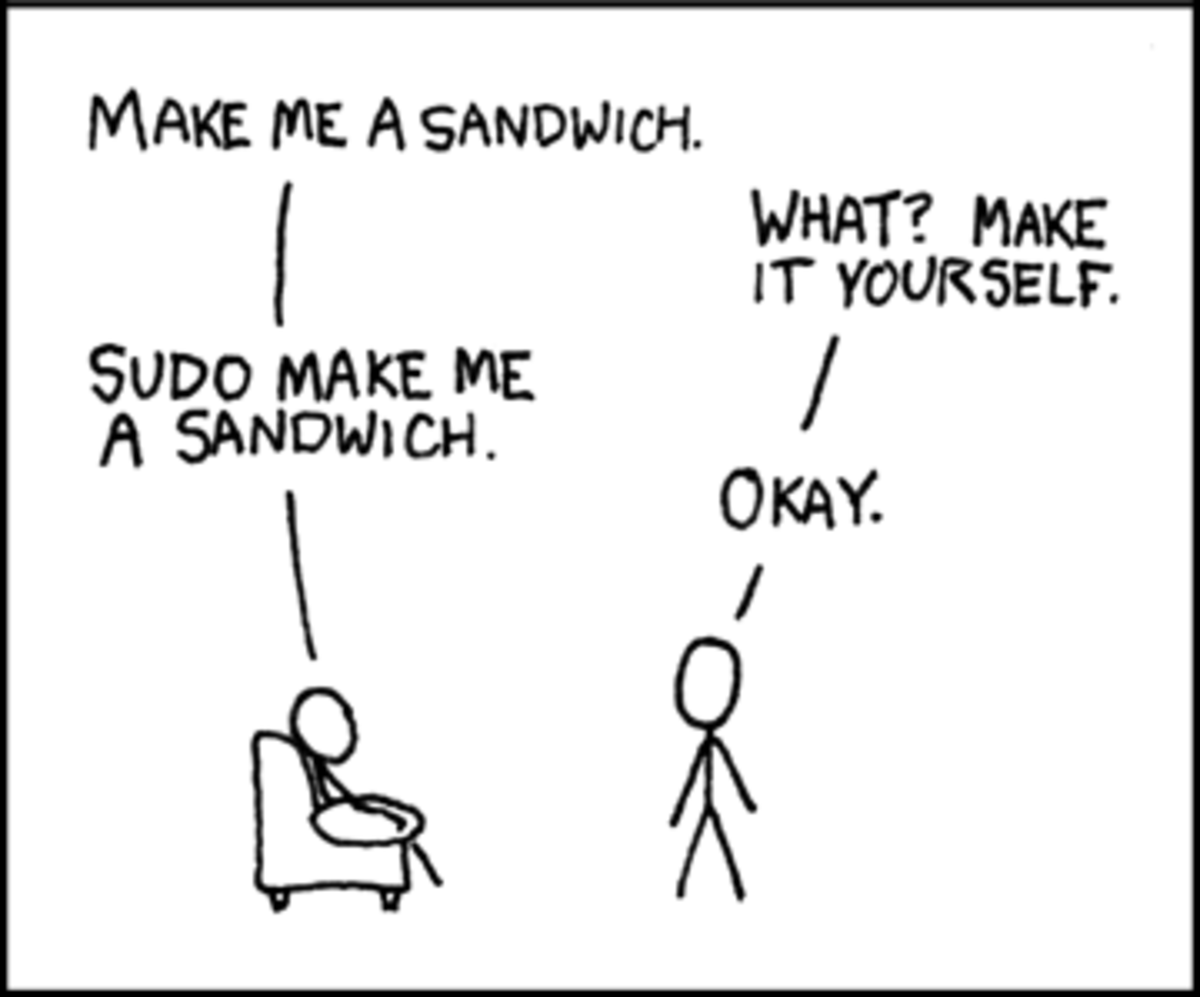 MAKE ME A SANDWICH.
WHAT? MAKE
IT YOURSELF.
SUDO MAKE ME
A SANDWICH.
OKAY.